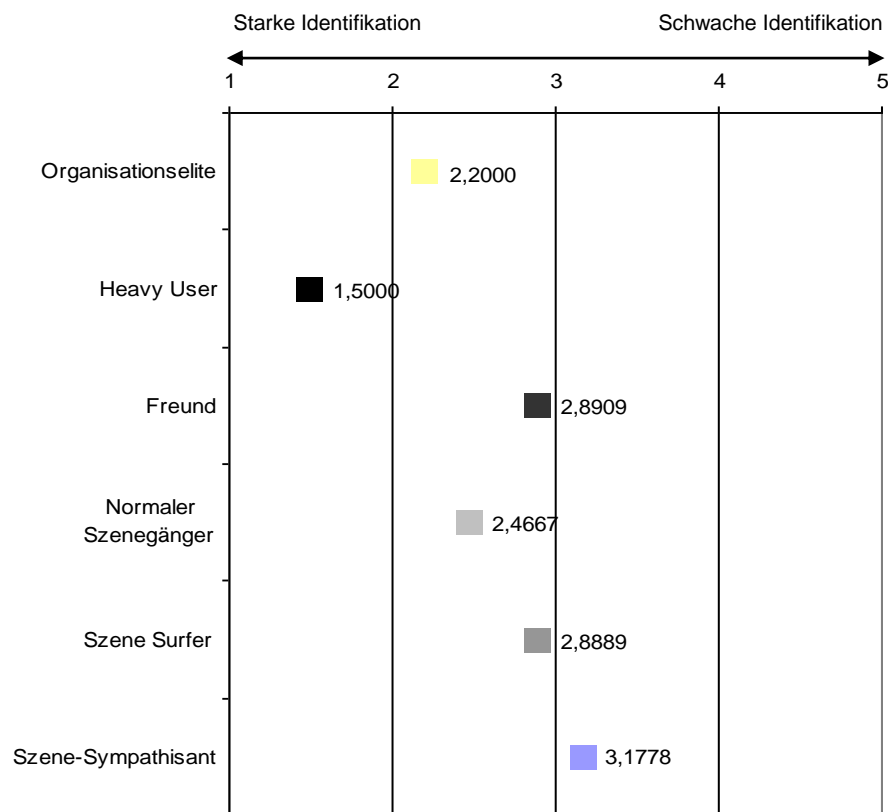 Starke Identifikation Schwache Identifikation
1 2 3 4 5
Organisationselite 2,2000
Heavy User 1,5000
Freund 2,8909
Normaler
Szenegänger 2,4667
Szene Surfer 2,8889
Szene-Sympathisant 3,1778